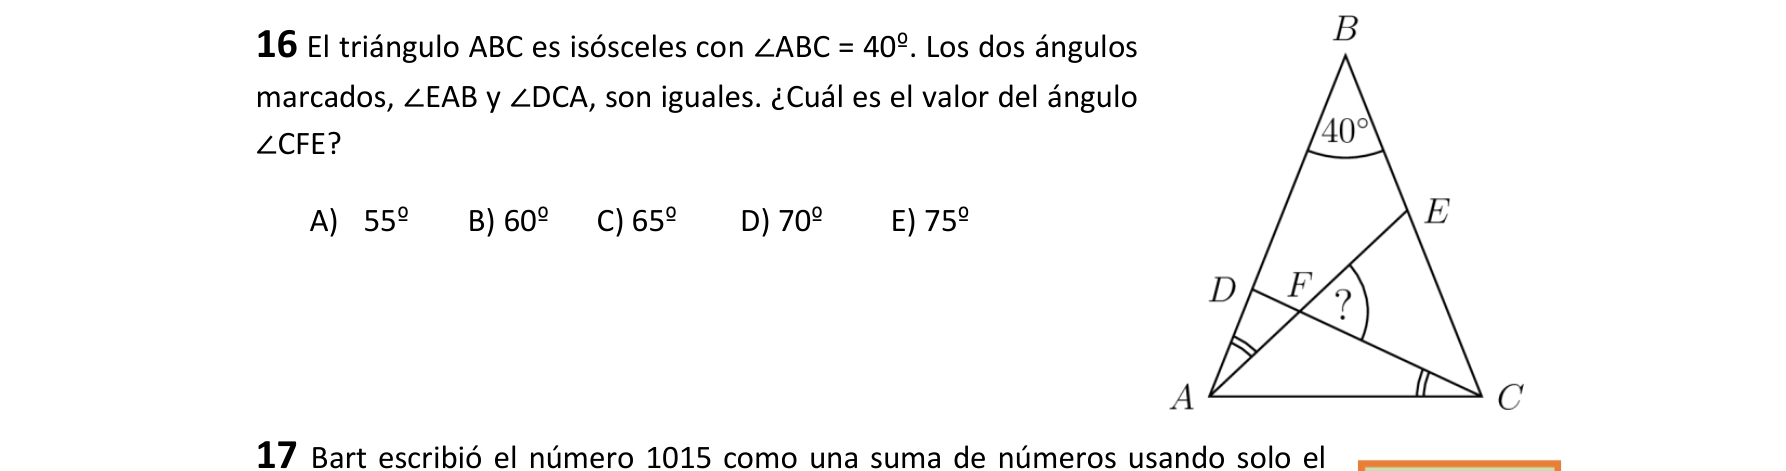 16 El triángulo ABC es isósceles con ∠ABC = 40º. Los dos ángulos
marcados, ∠EAB y ∠DCA, son iguales. ¿Cuál es el valor del ángulo
∠CFE?
A) 55º B) 60º C) 65º D) 70º E) 75º
B
40°
E
D F ?
A C
17 Bart escribió el número 1015 como una suma de números usando solo el